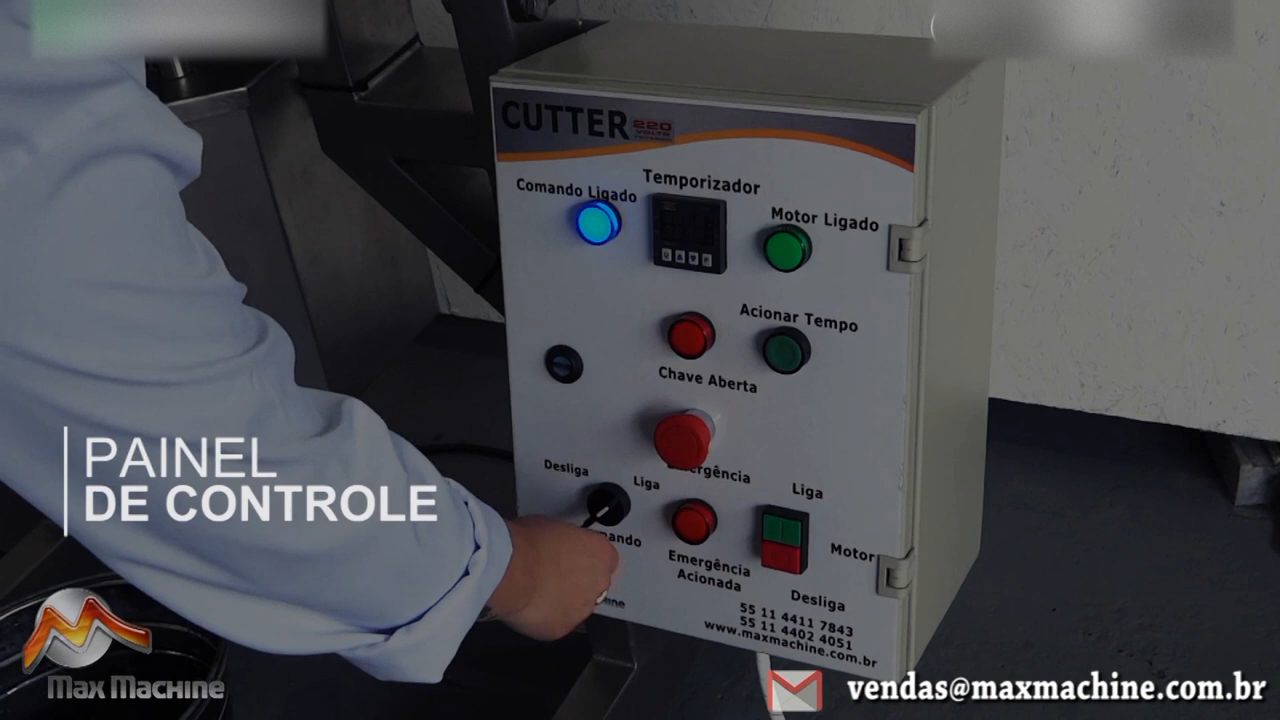 CUTTER 220
VOLTS
Temporizador
Comando Ligado
Motor Ligado
Acionar Tempo
Chave Aberta
Emergência
Desliga
Liga
Liga
Motor
Emergência
Acionada
Desliga
55 11 4411 7843
55 11 4402 4051
www.maxmachine.com.br
PAINEL
DE CONTROLE
Max Machine
vendas@maxmachine.com.br